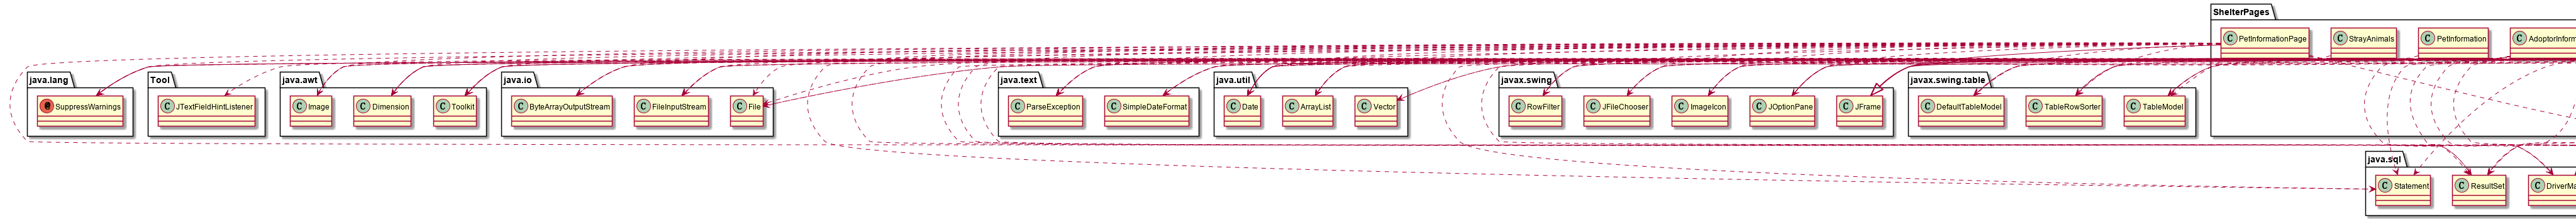 ShelterPages
C PetInformationPage
C StrayAnimals
C PetInformation
C AdoptorInform
java.lang
@ SuppressWarnings
Tool
C JTextFieldHintListener
java.awt
C Image
C Dimension
C Toolkit
java.io
C ByteArrayOutputStream
C FileInputStream
C File
java.text
C ParseException
C SimpleDateFormat
java.util
C Date
C ArrayList
C Vector
javax.swing
C RowFilter
C JFileChooser
C ImageIcon
C JOptionPane
C JFrame
javax.swing.table
C DefaultTableModel
C TableRowSorter
C TableModel
java.sql
C Statement
C ResultSet
C DriverMa